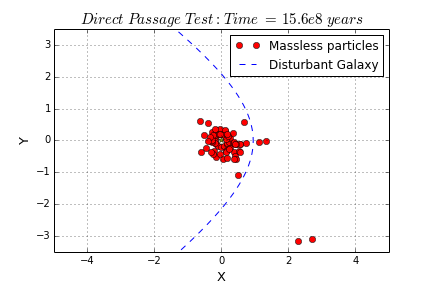 Direct Passage Test: Time = 15.6e8 years
Massless particles
Disturbant Galaxy
Y
3
2
1
0
−1
−2
−3
−4
−2
0
2
4
X